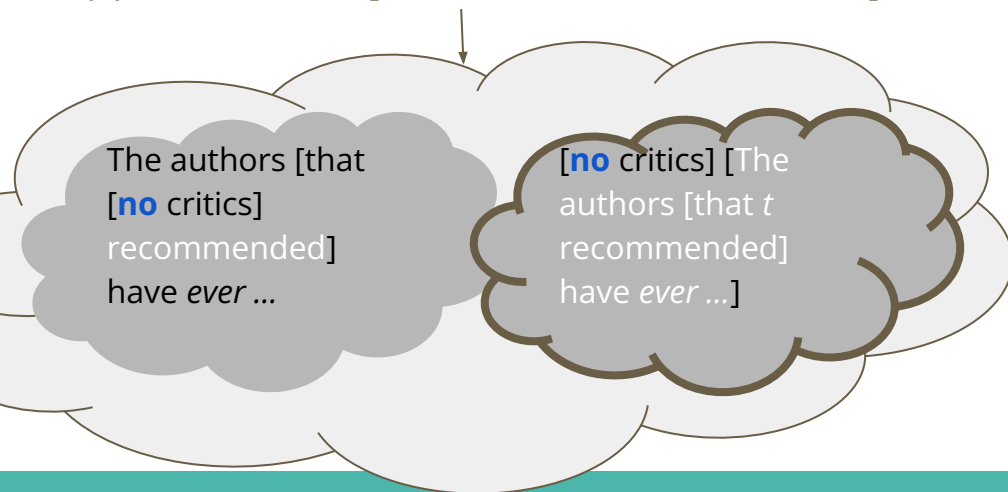 The authors [that
[no critics]
recommended]
have ever ...
[no critics] [The
authors [that t
recommended]
have ever ...]